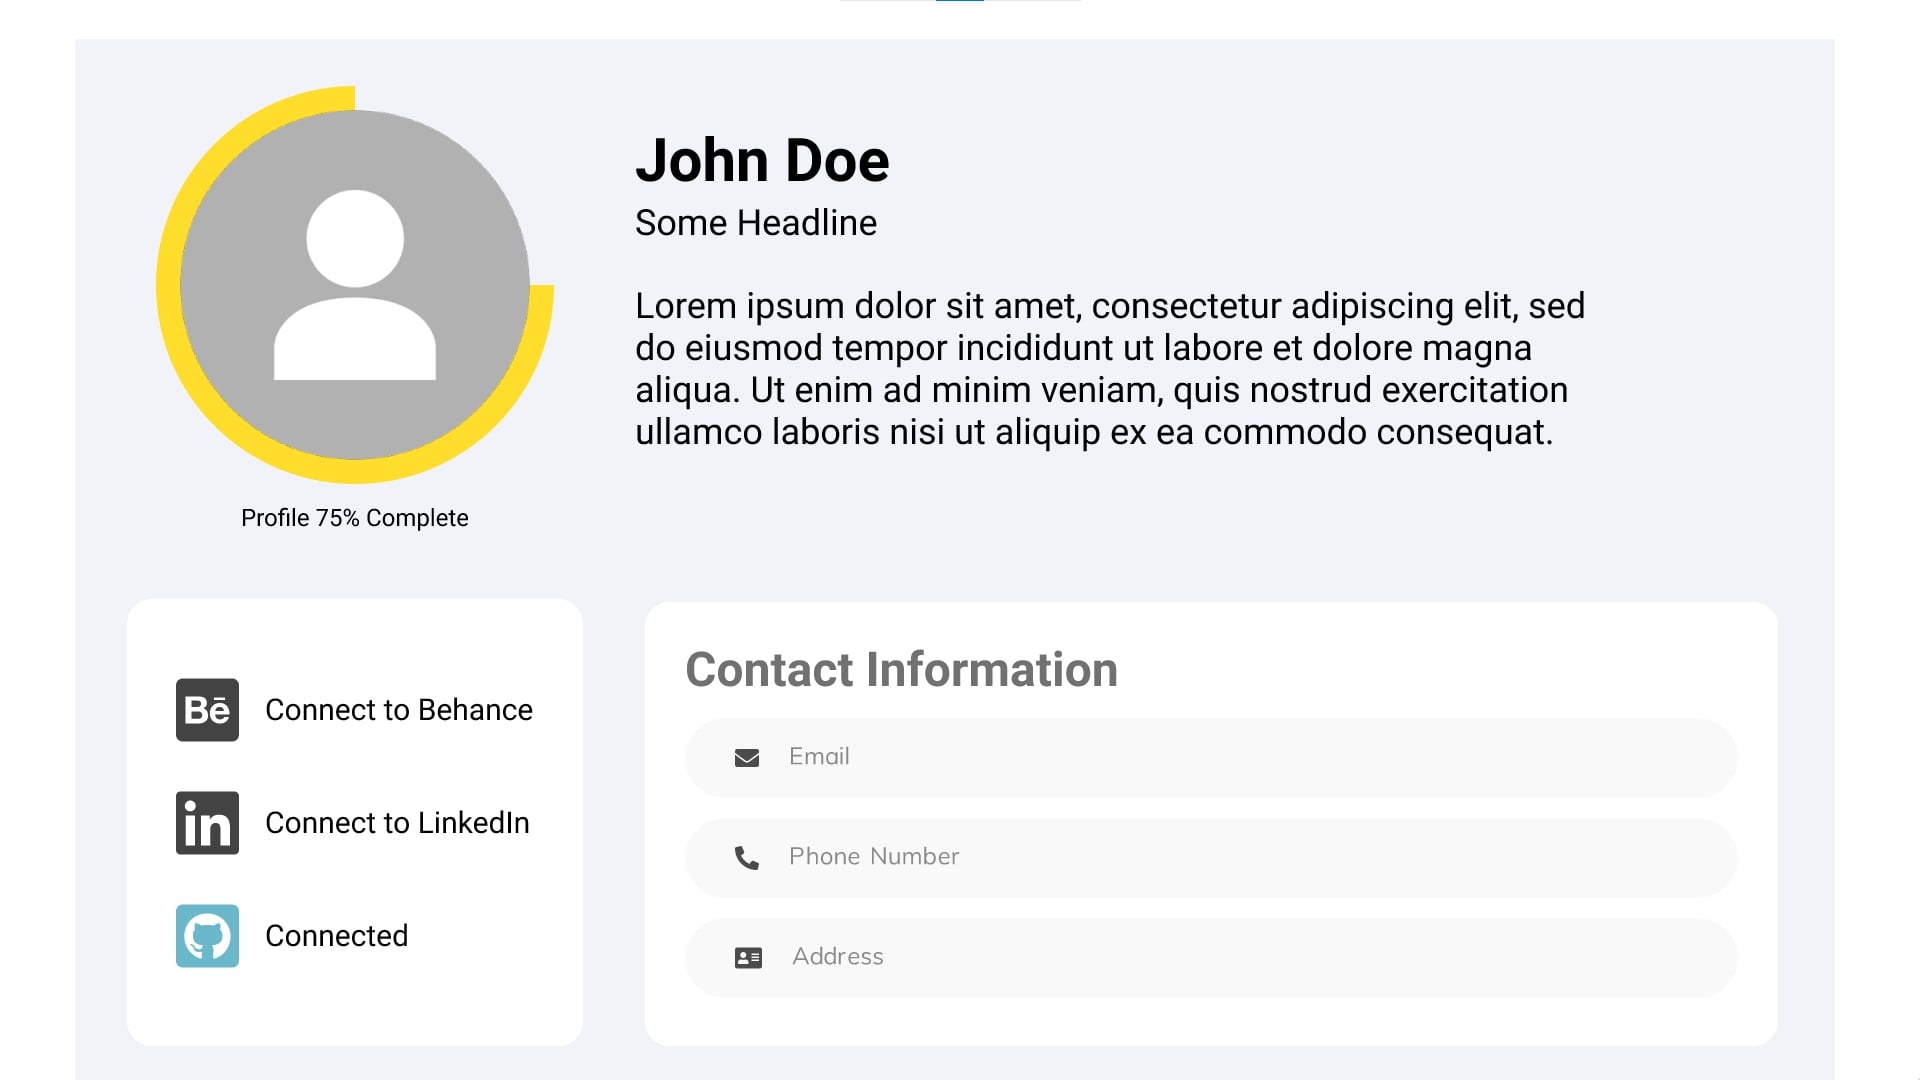 John Doe
Some Headline
Lorem ipsum dolor sit amet, consectetur adipiscing elit, sed
do eiusmod tempor incididunt ut labore et dolore magna
aliqua. Ut enim ad minim veniam, quis nostrud exercitation
ullamco laboris nisi ut aliquip ex ea commodo consequat.
Profile 75% Complete
Bē Connect to Behance
in Connect to LinkedIn
Connected
Contact Information
Email
Phone Number
Address